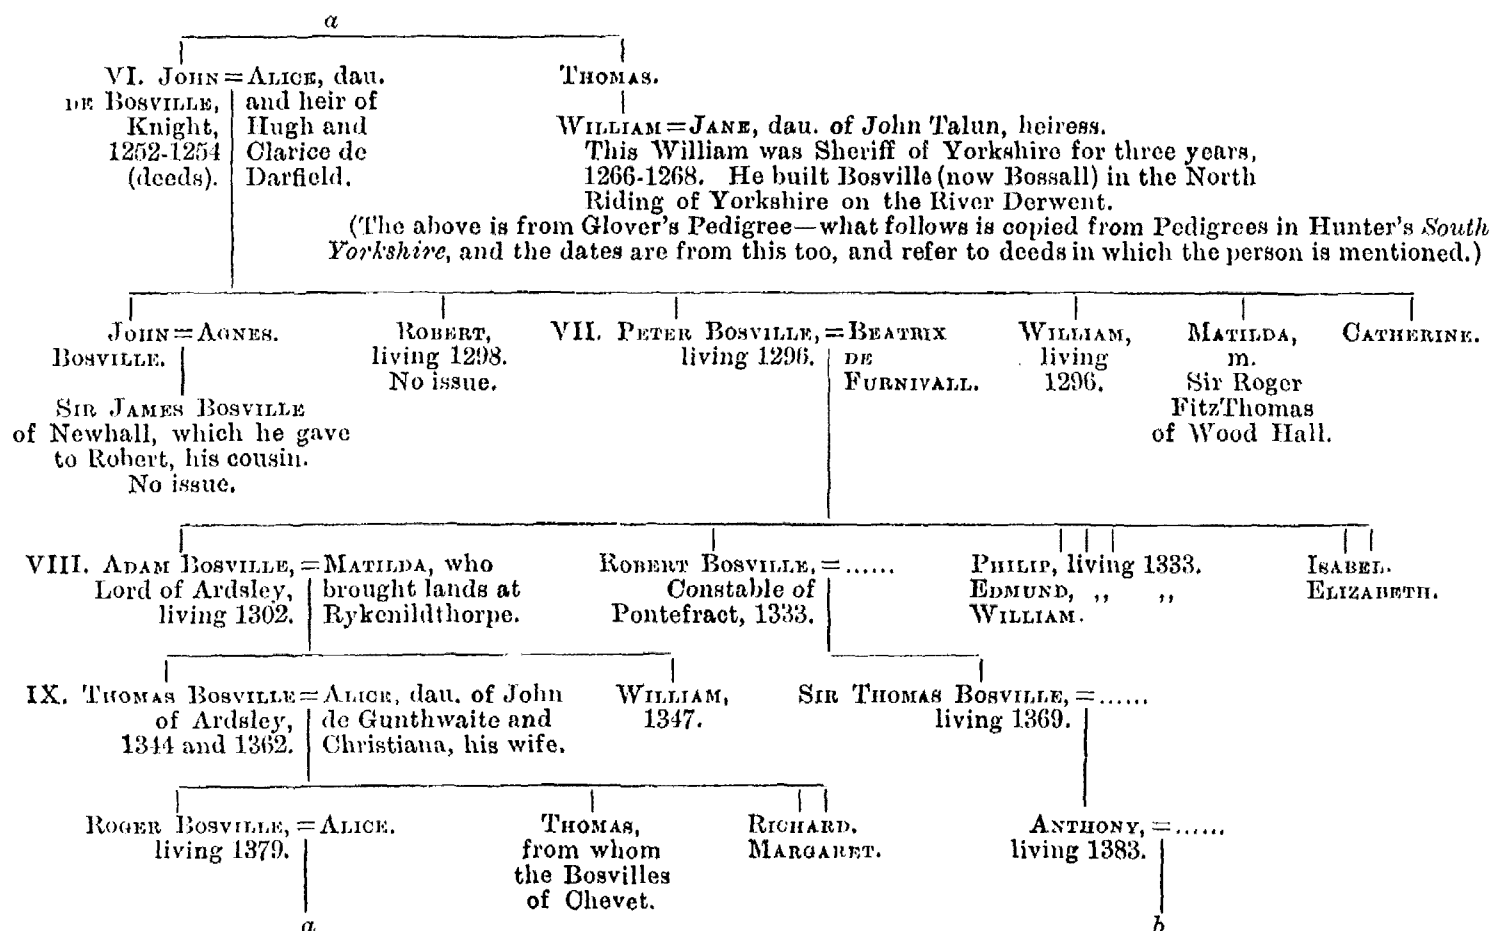 a
VI. JOHN = ALICE, dau.
DE BOSVILLE, and heir of
Knight, Hugh and
1252-1254 Clarice de
(deeds). Darfield.
THOMAS.
WILLIAM = JANE, dau. of John Talun, heiress.
This William was Sheriff of Yorkshire for three years,
1266-1268. He built Bosville (now Bossall) in the North
Riding of Yorkshire on the River Derwent.
(The above is from Glover's Pedigree—what follows is copied from Pedigrees in Hunter's South
Yorkshire, and the dates are from this too, and refer to deeds in which the person is mentioned.)
JOHN = AGNES.
BOSVILLE.
ROBERT,
living 1298.
No issue.
VII. PETER BOSVILLE, = BEATRIX
living 1296. DE
FURNIVALL.
WILLIAM,
living
1296.
MATILDA,
m.
Sir Roger
FitzThomas
of Wood Hall.
CATHERINE.
SIR JAMES BOSVILLE
of Newhall, which he gave
to Robert, his cousin.
No issue.
VIII. ADAM BOSVILLE, = MATILDA, who
Lord of Ardsley, brought lands at
living 1302. Rykenildthorpe.
ROBERT BOSVILLE, = ......
Constable of
Pontefract, 1333.
PHILIP, living 1333.
EDMUND, ,, ,,
WILLIAM.
ISABEL.
ELIZABETH.
IX. THOMAS BOSVILLE = ALICE, dau. of John
of Ardsley, de Gunthwaite and
1344 and 1362. Christiana, his wife.
WILLIAM,
1347.
SIR THOMAS BOSVILLE, = ......
living 1369.
ROGER BOSVILLE, = ALICE.
living 1379.
THOMAS,
from whom
the Bosvilles
of Chevet.
RICHARD.
MARGARET.
ANTHONY, = ......
living 1383.
a
b